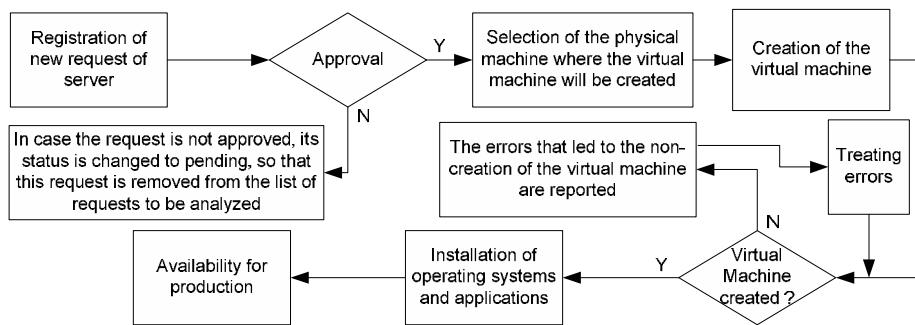 Registration of
new request of
server
Approval
Y
N
Selection of the physical
machine where the virtual
machine will be created
Creation of the
virtual machine
In case the request is not approved, its
status is changed to pending, so that
this request is removed from the list of
requests to be analyzed
The errors that led to the non-
creation of the virtual machine
are reported
Treating
errors
N
Virtual
Machine
created ?
Y
Installation of
operating systems
and applications
Availability for
production